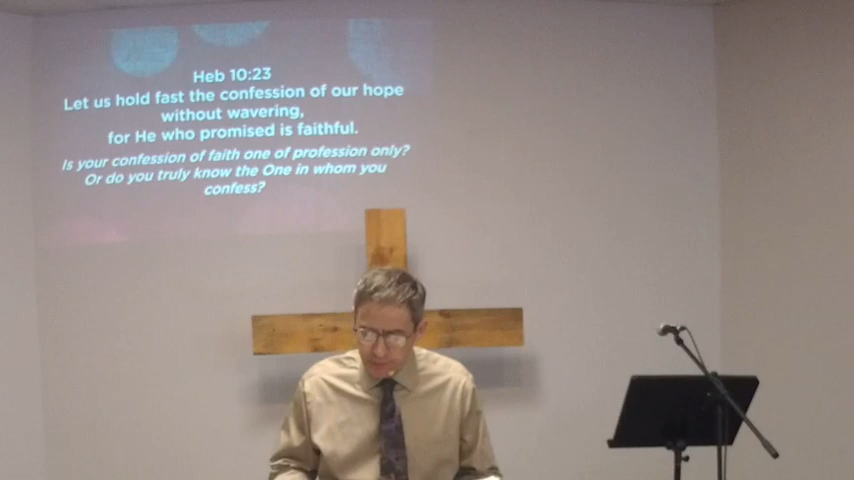 Heb 10:23
Let us hold fast the confession of our hope
without wavering,
for He who promised is faithful.
Is your confession of faith one of profession only?
Or do you truly know the One in whom you
confess?